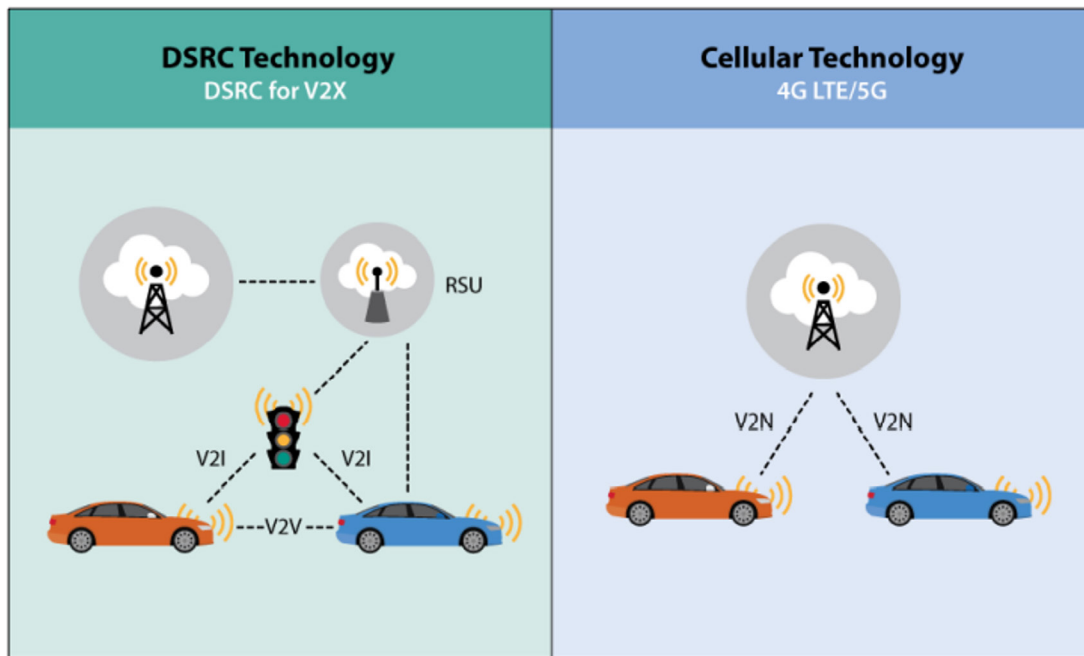 DSRC Technology
DSRC for V2X
RSU
V2I
V2I
V2V
Cellular Technology
4G LTE/5G
V2N
V2N